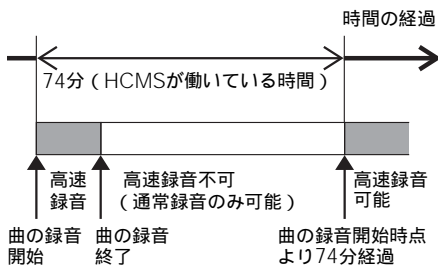 時間の経過
74分（HCMSが働いている時間）
高速
録音
高速録音不可
（通常録音のみ可能）
高速録音
可能
曲の録音
開始
曲の録音
終了
曲の録音開始時点
より74分経過